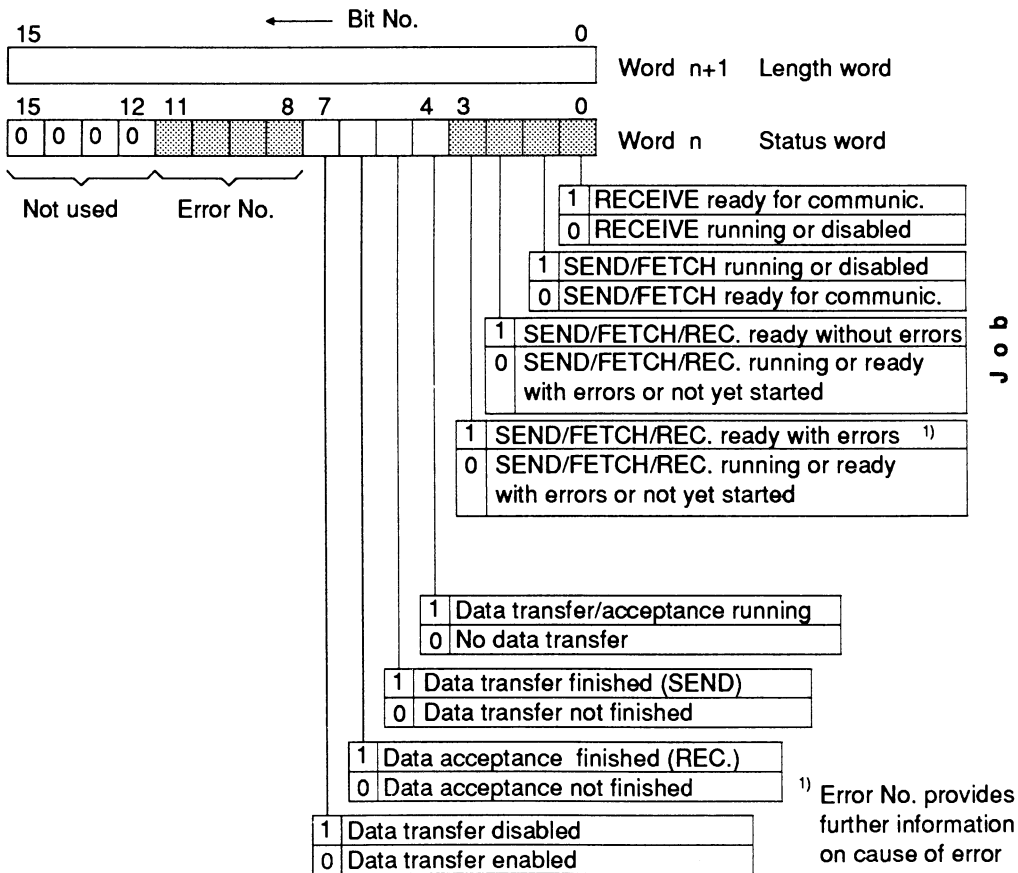 Bit No.
15 0
Word n+1 Length word
15 12 11 8 7 4 3 0
0 0 0 0
Word n Status word
Not used Error No.
1 RECEIVE ready for communic.
0 RECEIVE running or disabled
1 SEND/FETCH running or disabled
0 SEND/FETCH ready for communic.
1 SEND/FETCH/REC. ready without errors
0 SEND/FETCH/REC. running or ready
with errors or not yet started
Job
1 SEND/FETCH/REC. ready with errors 1)
0 SEND/FETCH/REC. running or ready
with errors or not yet started
1 Data transfer/acceptance running
0 No data transfer
1 Data transfer finished (SEND)
0 Data transfer not finished
1 Data acceptance finished (REC.)
0 Data acceptance not finished
1 Data transfer disabled
0 Data transfer enabled
1) Error No. provides
further information
on cause of error